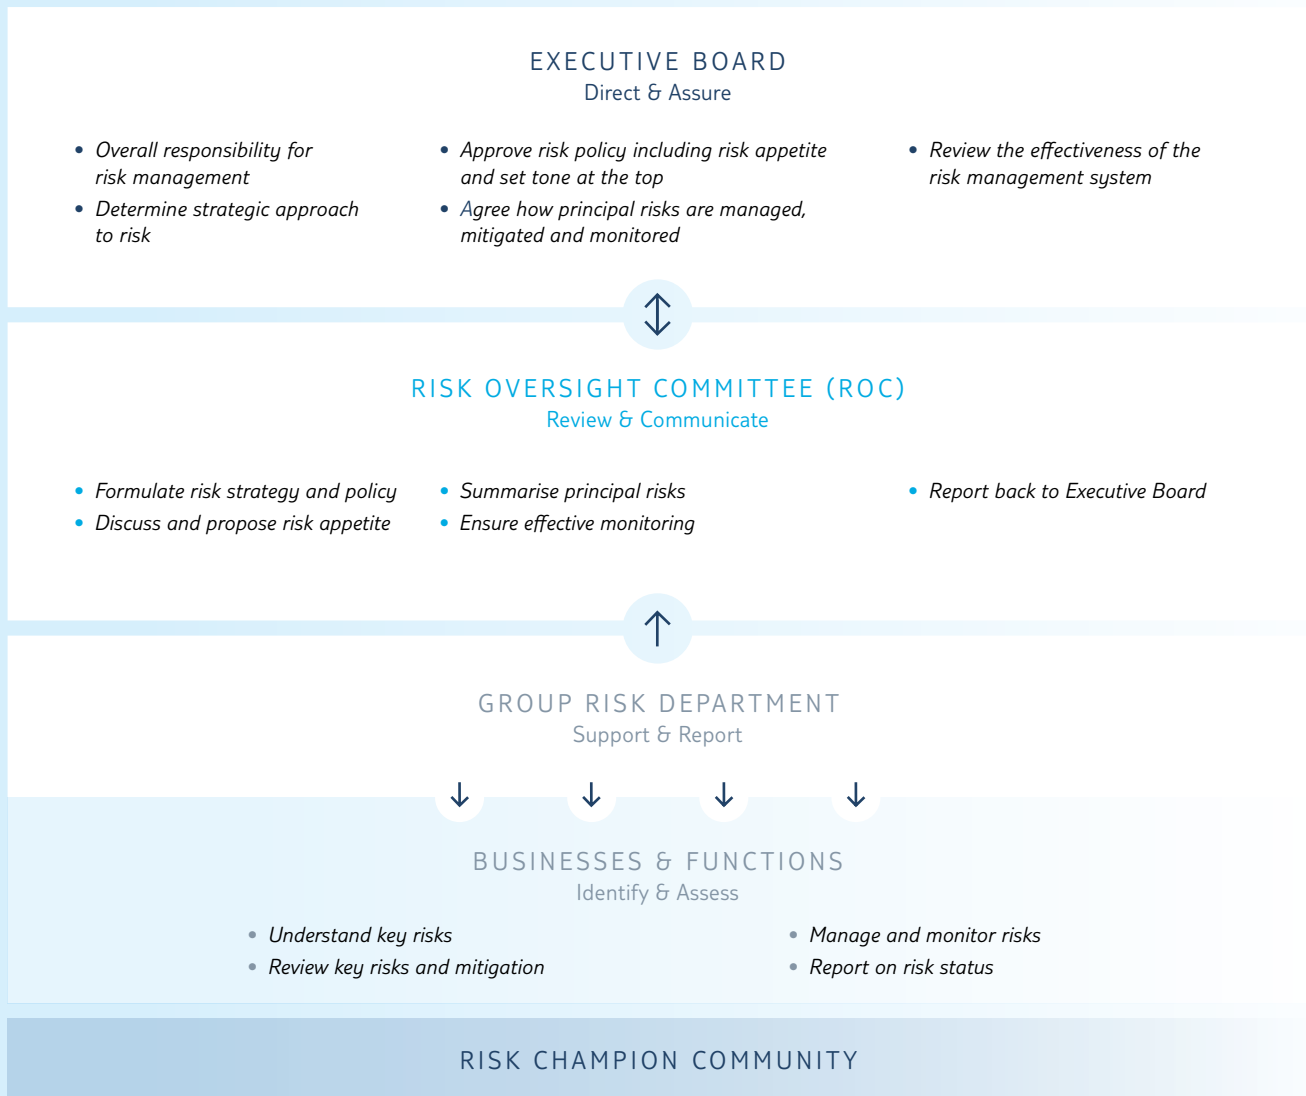 EXECUTIVE BOARD
Direct & Assure
• Overall responsibility for
risk management
• Determine strategic approach
to risk
• Approve risk policy including risk appetite
and set tone at the top
• Agree how principal risks are managed,
mitigated and monitored
• Review the effectiveness of the
risk management system
RISK OVERSIGHT COMMITTEE (ROC)
Review & Communicate
• Formulate risk strategy and policy
• Discuss and propose risk appetite
• Summarise principal risks
• Ensure effective monitoring
• Report back to Executive Board
GROUP RISK DEPARTMENT
Support & Report
BUSINESSES & FUNCTIONS
Identify & Assess
• Understand key risks
• Review key risks and mitigation
• Manage and monitor risks
• Report on risk status
RISK CHAMPION COMMUNITY